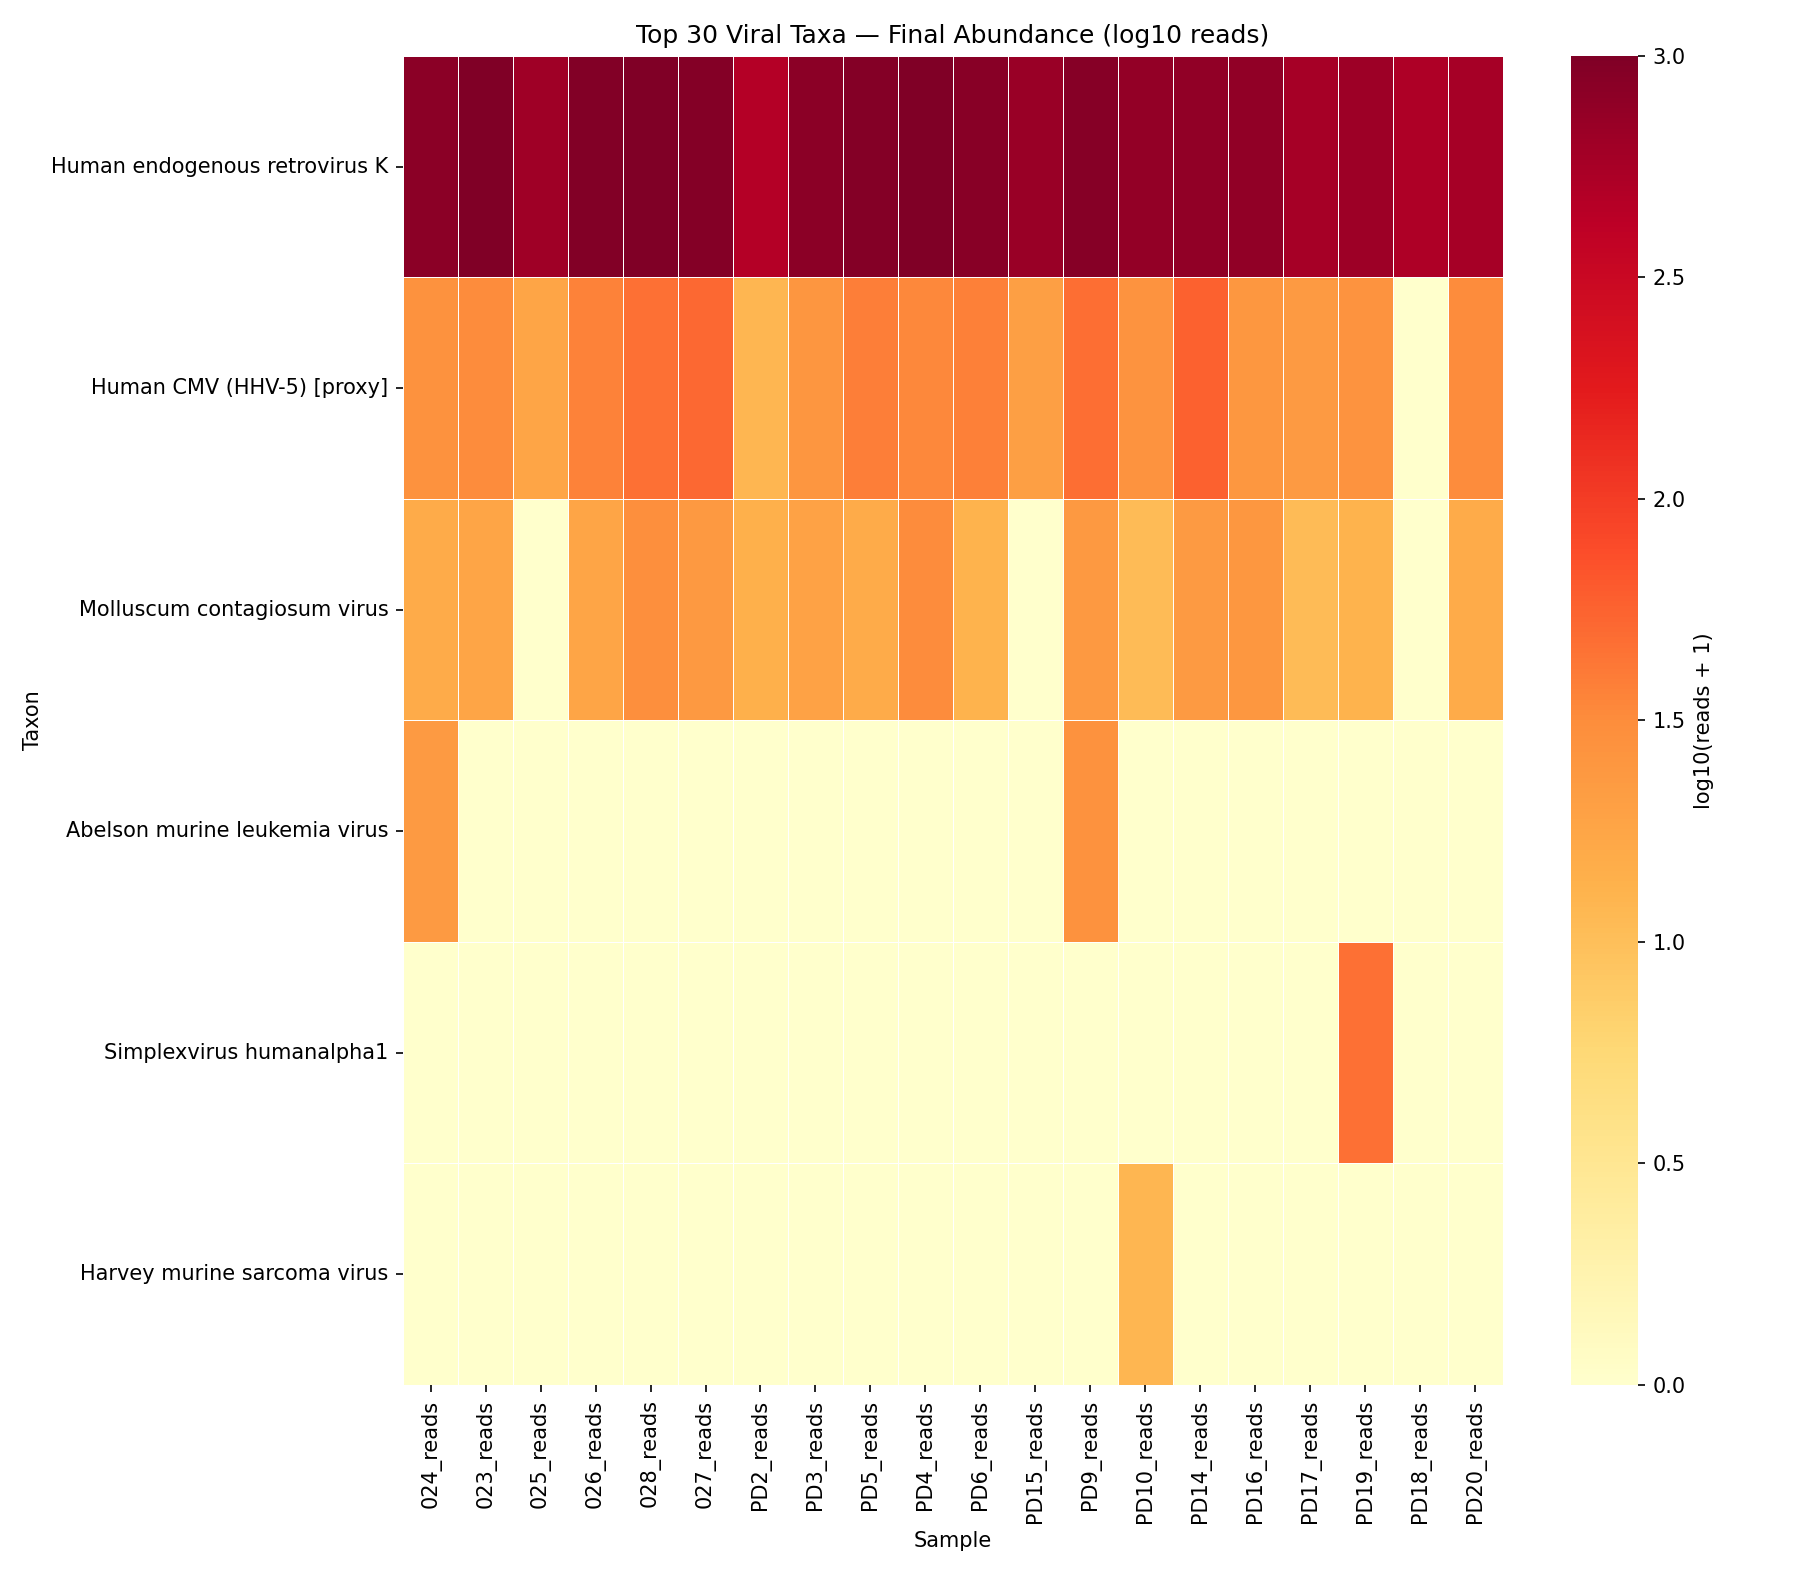 Top 30 Viral Taxa — Final Abundance (log10 reads)
Human endogenous retrovirus K
Human CMV (HHV-5) [proxy]
Molluscum contagiosum virus
Abelson murine leukemia virus
Simplexvirus humanalpha1
Harvey murine sarcoma virus
Taxon
024_reads
023_reads
025_reads
026_reads
028_reads
027_reads
PD2_reads
PD3_reads
PD5_reads
PD4_reads
PD6_reads
PD15_reads
PD9_reads
PD10_reads
PD14_reads
PD16_reads
PD17_reads
PD19_reads
PD18_reads
PD20_reads
Sample
3.0
2.5
2.0
1.5
1.0
0.5
0.0
log10(reads + 1)